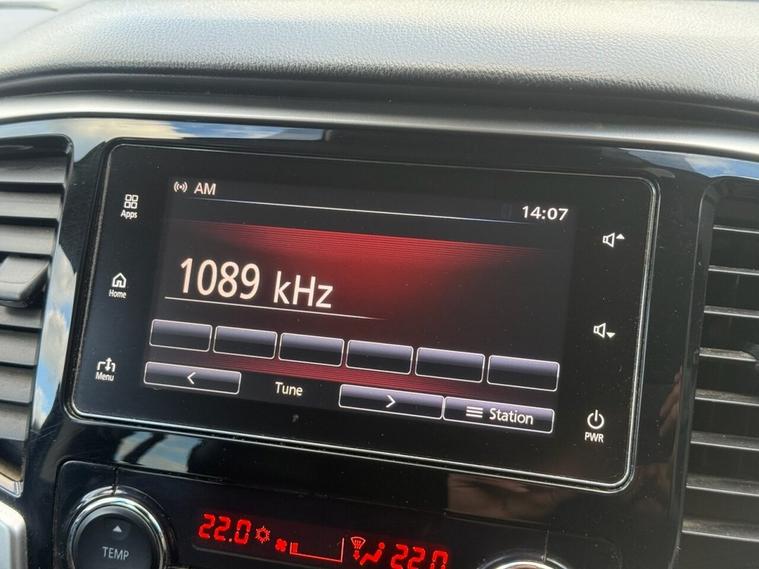 AM
14:07
Apps
1089 kHz
Home
Menu
<
Tune
>
Station
PWR
22.0
22.0
TEMP